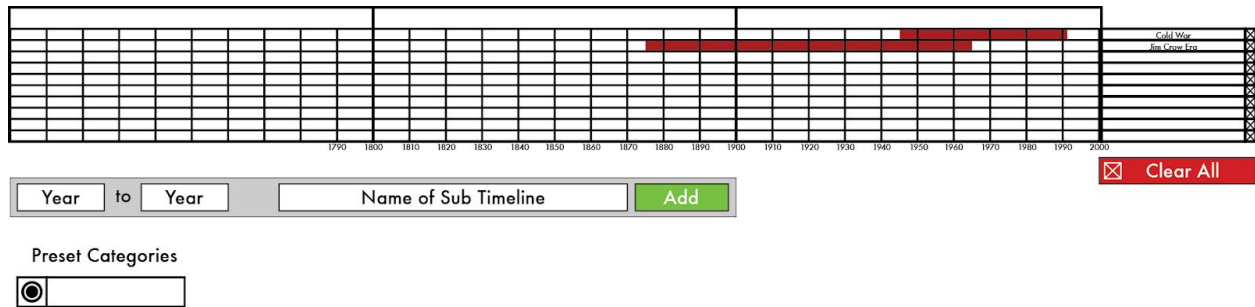 Cold War
Jim Crow Era
1790 1800 1810 1820 1830 1840 1850 1860 1870 1880 1890 1900 1910 1920 1930 1940 1950 1960 1970 1980 1990 2000
Clear All
Year to Year Name of Sub Timeline Add
Preset Categories